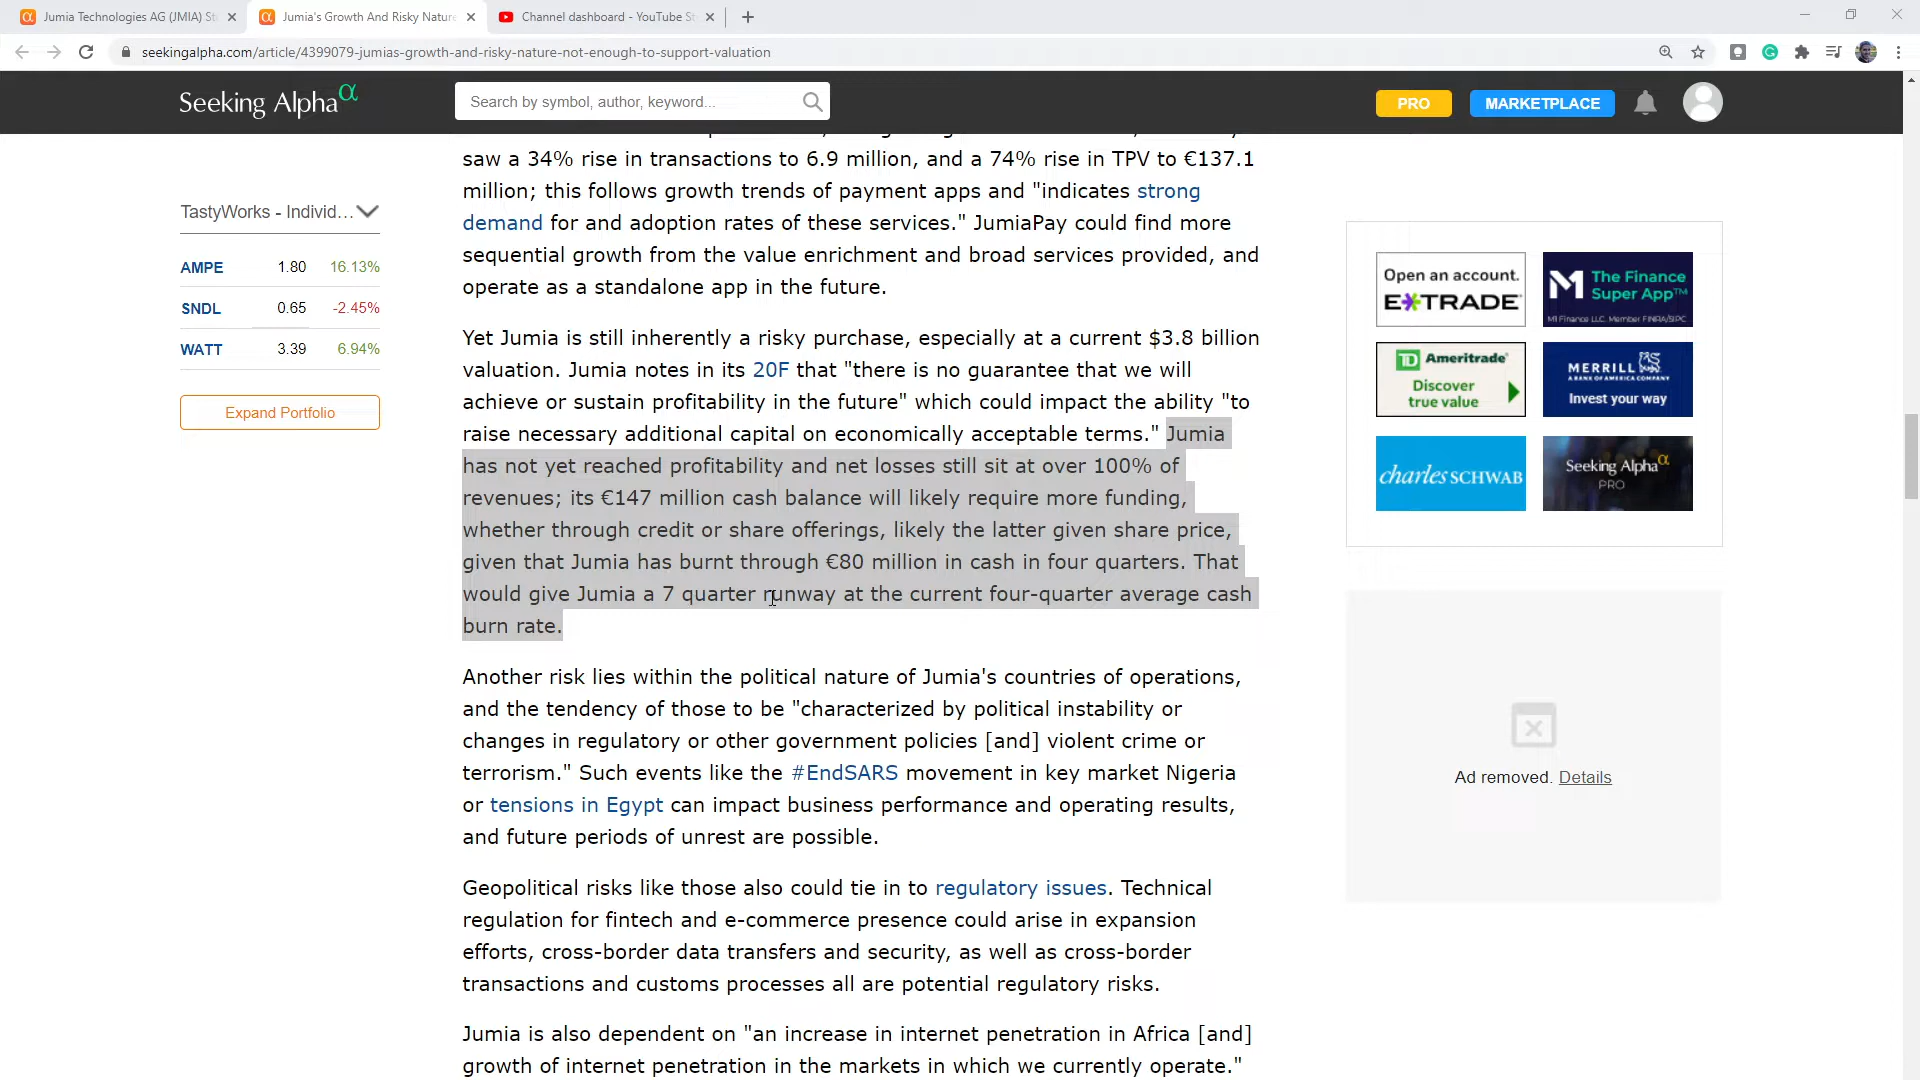 Jumia Technologies AG (JMIA) St
Jumia's Growth And Risky Nature
Channel dashboard - YouTube St
seekingalpha.com/article/4399079-jumias-growth-and-risky-nature-not-enough-to-support-valuation
Seeking Alphaα
Search by symbol, author, keyword...
PRO
MARKETPLACE
TastyWorks - Individ...
AMPE 1.80 16.13%
SNDL 0.65 -2.45%
WATT 3.39 6.94%
Expand Portfolio
saw a 34% rise in transactions to 6.9 million, and a 74% rise in TPV to €137.1
million; this follows growth trends of payment apps and "indicates strong
demand for and adoption rates of these services." JumiaPay could find more
sequential growth from the value enrichment and broad services provided, and
operate as a standalone app in the future.
Yet Jumia is still inherently a risky purchase, especially at a current $3.8 billion
valuation. Jumia notes in its 20F that "there is no guarantee that we will
achieve or sustain profitability in the future" which could impact the ability "to
raise necessary additional capital on economically acceptable terms." Jumia
has not yet reached profitability and net losses still sit at over 100% of
revenues; its €147 million cash balance will likely require more funding,
whether through credit or share offerings, likely the latter given share price,
given that Jumia has burnt through €80 million in cash in four quarters. That
would give Jumia a 7 quarter runway at the current four-quarter average cash
burn rate.
Another risk lies within the political nature of Jumia's countries of operations,
and the tendency of those to be "characterized by political instability or
changes in regulatory or other government policies [and] violent crime or
terrorism." Such events like the #EndSARS movement in key market Nigeria
or tensions in Egypt can impact business performance and operating results,
and future periods of unrest are possible.
Geopolitical risks like those also could tie in to regulatory issues. Technical
regulation for fintech and e-commerce presence could arise in expansion
efforts, cross-border data transfers and security, as well as cross-border
transactions and customs processes all are potential regulatory risks.
Jumia is also dependent on "an increase in internet penetration in Africa [and]
growth of internet penetration in the markets in which we currently operate."
Open an account.
E*TRADE
The Finance
Super App™
M1 Finance LLC. Member FINRA/SIPC
TD Ameritrade
Discover
true value
MERRILL
A BANK OF AMERICA COMPANY
Invest your way
charles SCHWAB
Seeking Alphaα
PRO
Ad removed. Details